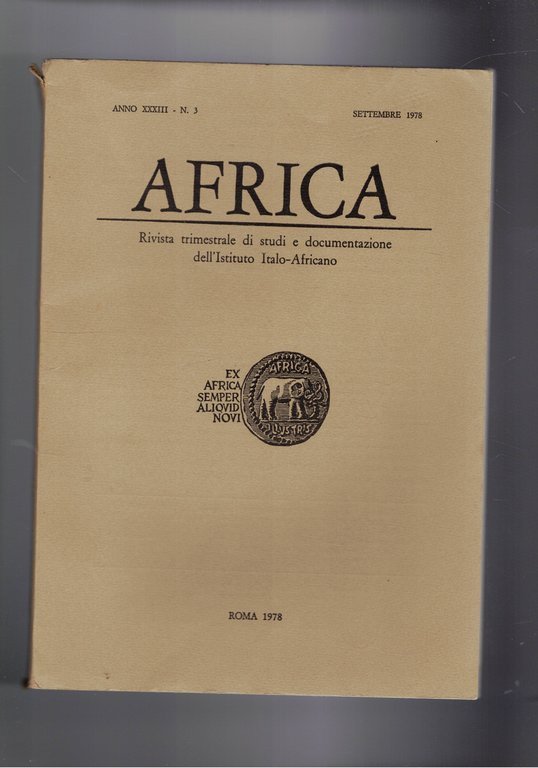 ANNO XXXIII - N. 3
SETTEMBRE 1978
AFRICA
Rivista trimestrale di studi e documentazione
dell'Istituto Italo-Africano
EX
AFRICA
SEMPER
ALIQVID
NOVI
AFRICA
ILLUSTRIS
ROMA 1978